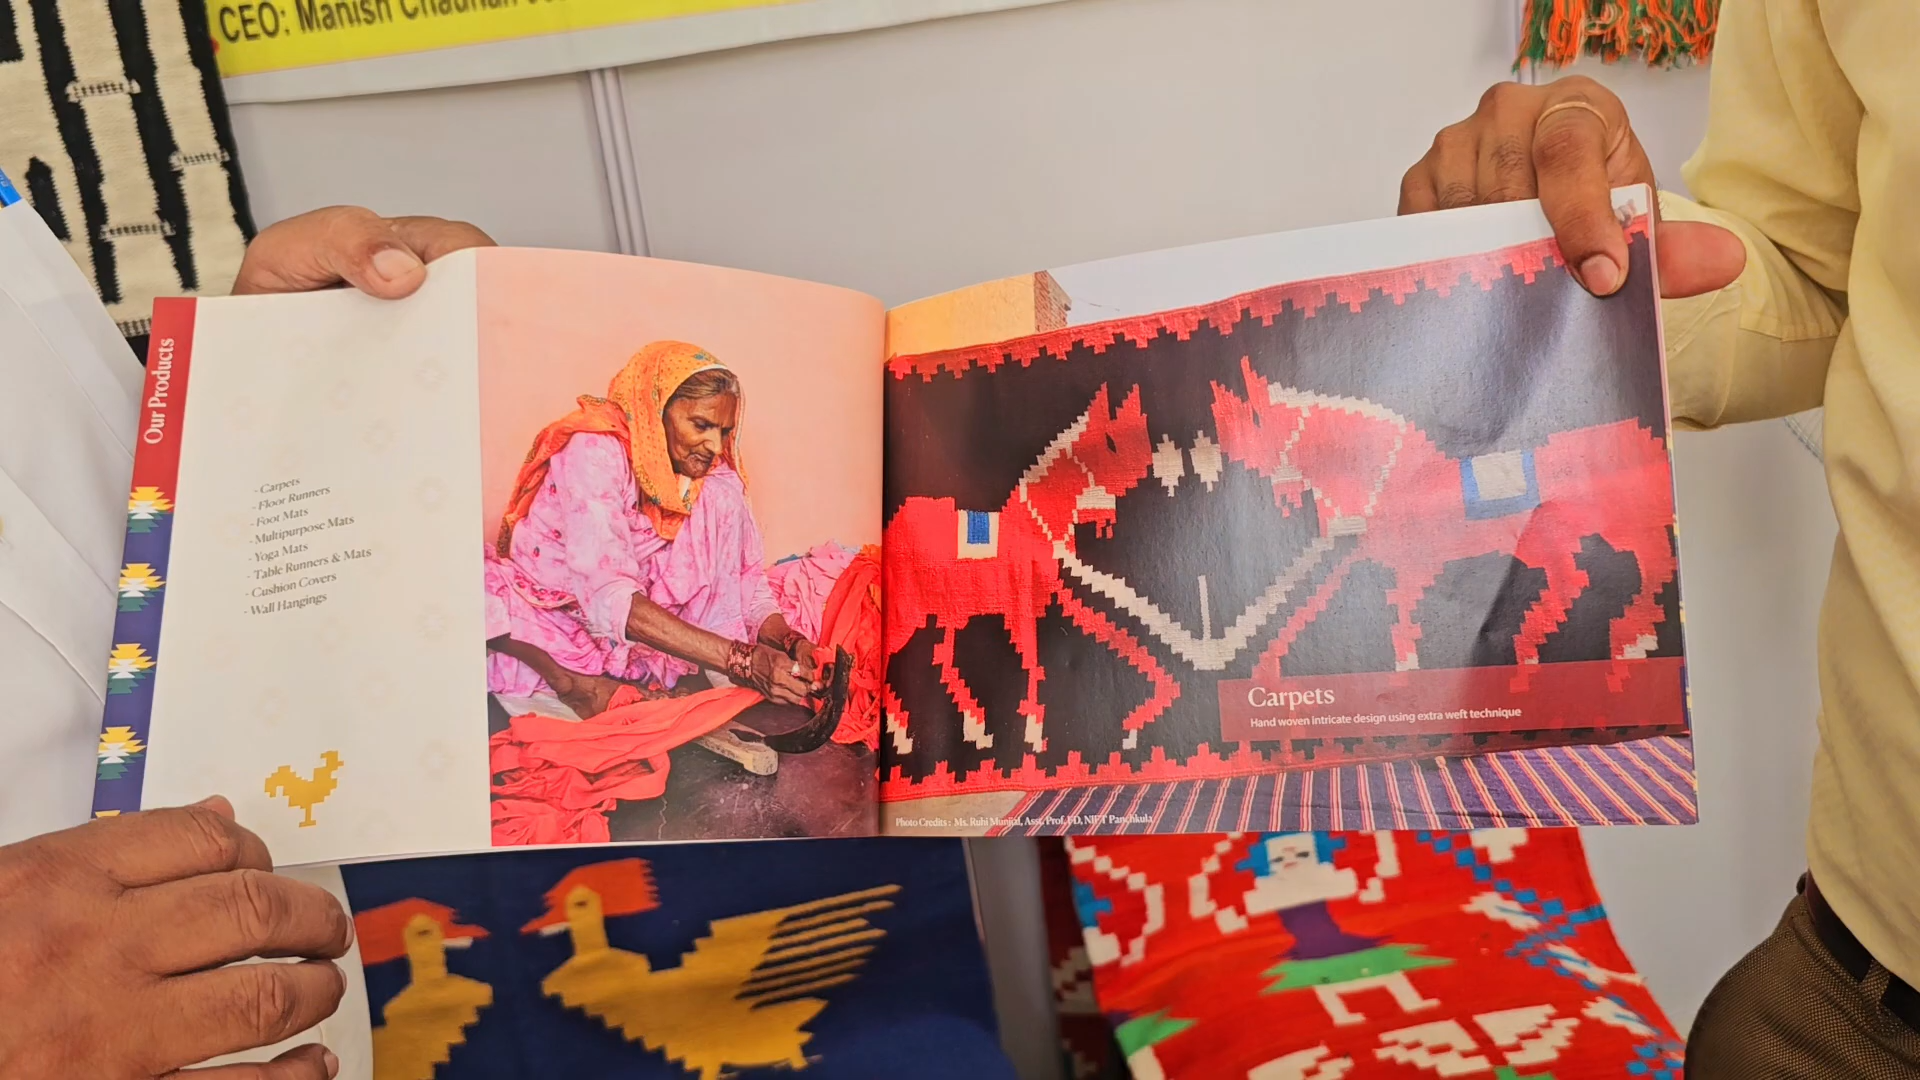 CEO: Manish Chauhan
Our Products
- Carpets
- Floor Runners
- Foot Mats
- Multipurpose Mats
- Yoga Mats
- Table Runners & Mats
- Cushion Covers
- Wall Hangings
Carpets
Hand woven intricate design using extra weft technique
Photo Credits : Ms. Ruhi Munjal, Asst. Prof. FD, NIFT Panchkula